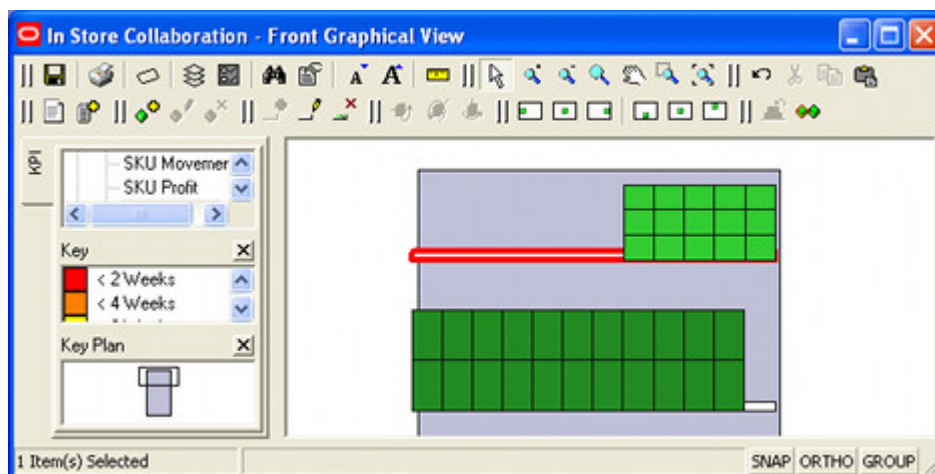 In Store Collaboration - Front Graphical View
KPI
SKU Movemer
SKU Profit
Key
< 2 Weeks
< 4 Weeks
Key Plan
1 Item(s) Selected
SNAP ORTHO GROUP